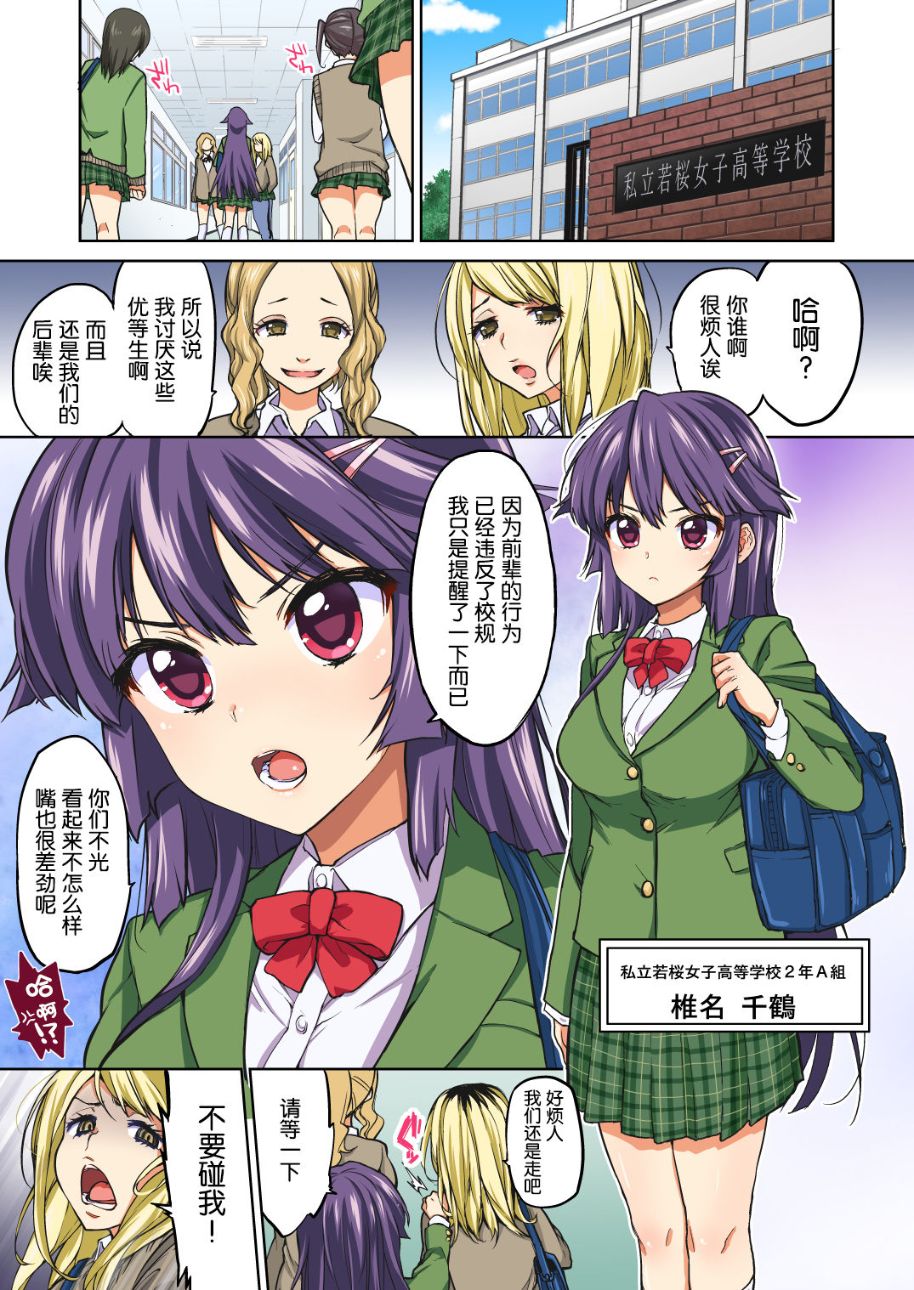 私立若桜女子高等学校
哈啊？
你谁啊
很烦人诶
所以说
我讨厌这些
优等生啊
而且
还是我们的
后辈唉
因为前辈的行为
已经违反了校规
我只是提醒了一下而已
你们不光
看起来不怎么样
嘴也很差劲呢
哈
啊!?
私立若桜女子高等学校２年Ａ組
椎名 千鶴
好烦人
我们还是走吧
请等一下
不要碰我！